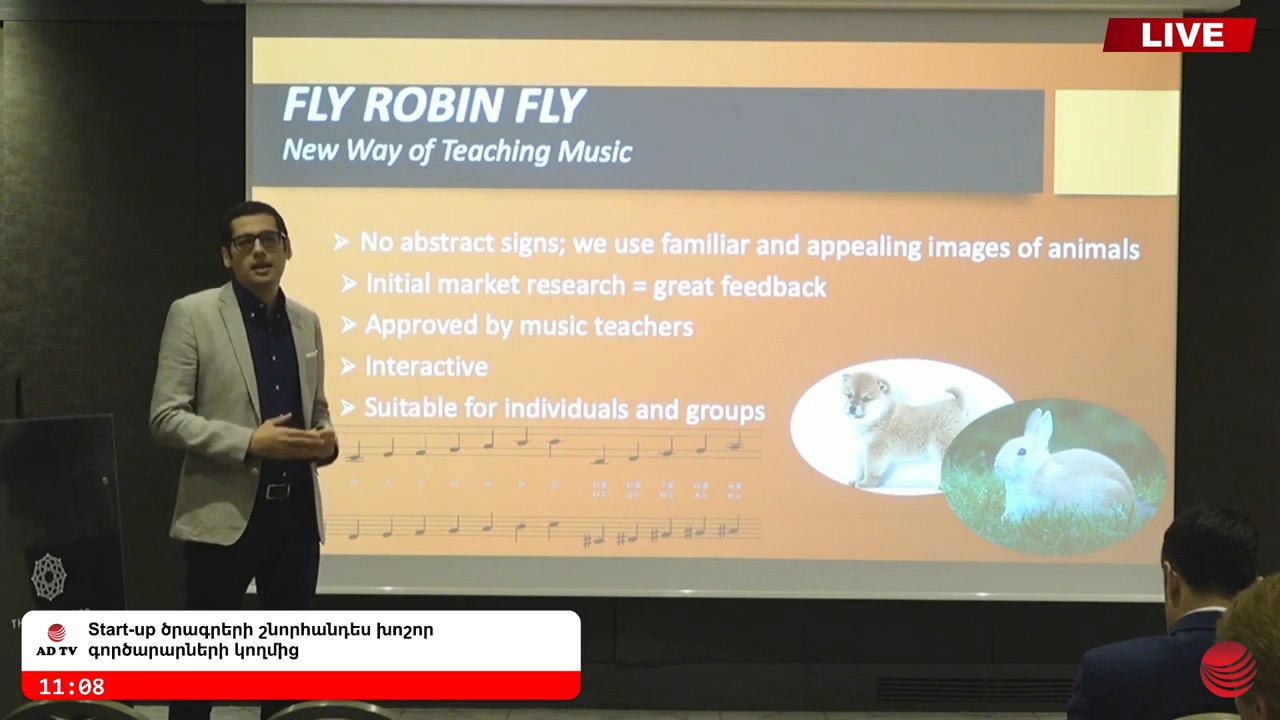 LIVE
FLY ROBIN FLY
New Way of Teaching Music
➢ No abstract signs; we use familiar and appealing images of animals
➢ Initial market research = great feedback
➢ Approved by music teachers
➢ Interactive
➢ Suitable for individuals and groups
Start-up ծրագրերի շնորհանդես խոշոր
գործարարների կողմից
AD TV
11:08